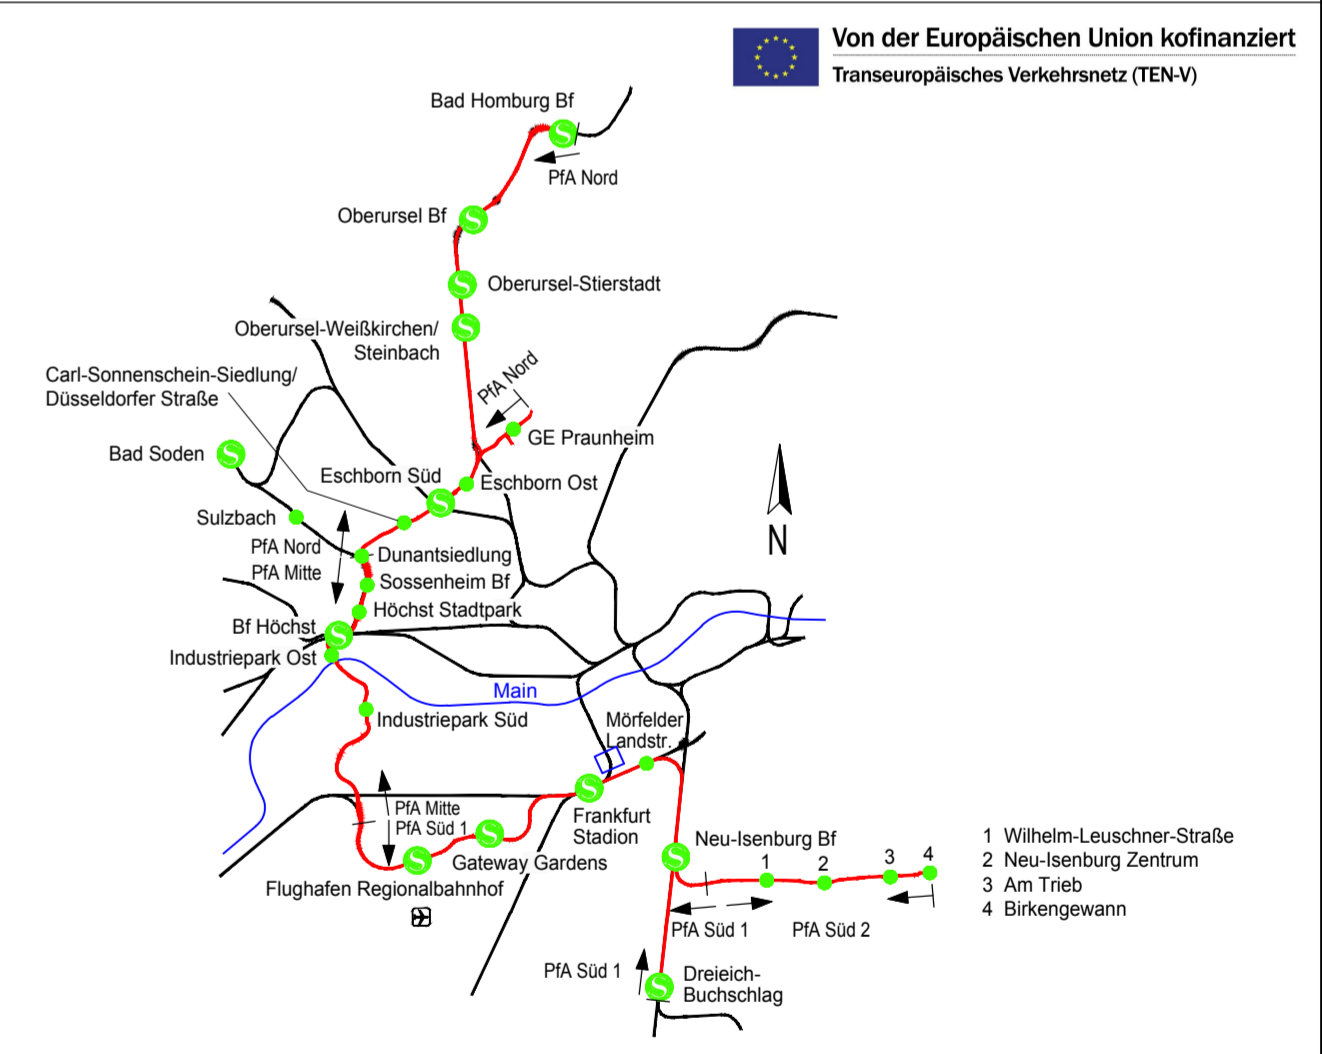 Von der Europäischen Union kofinanziert
Transeuropäisches Verkehrsnetz (TEN-V)
Bad Homburg Bf
S
PfA Nord
Oberursel Bf
S
S
Oberursel-Stierstadt
Oberursel-Weißkirchen/
Steinbach
S
Carl-Sonnenschein-Siedlung/
Düsseldorfer Straße
PfA Nord
GE Praunheim
Bad Soden
S
Eschborn Süd
S
Eschborn Ost
Sulzbach
PfA Nord
PfA Mitte
Dunantsiedlung
Sossenheim Bf
Höchst Stadtpark
Bf Höchst
S
Industriepark Ost
N
Main
Industriepark Süd
Mörfelder
Landstr.
PfA Mitte
PfA Süd 1
S
Frankfurt
Stadion
S
Gateway Gardens
S
Flughafen Regionalbahnhof
Neu-Isenburg Bf
S
1
2
3
4
PfA Süd 1
PfA Süd 2
1 Wilhelm-Leuschner-Straße
2 Neu-Isenburg Zentrum
3 Am Trieb
4 Birkengewann
PfA Süd 1
S
Dreieich-
Buchschlag